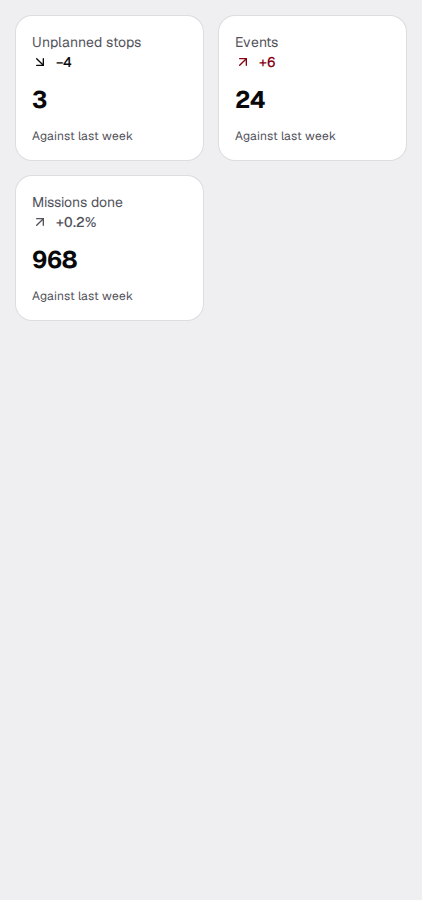 Unplanned stops
↘ −4
3
Against last week
Events
↗ +6
24
Against last week
Missions done
↗ +0.2%
968
Against last week